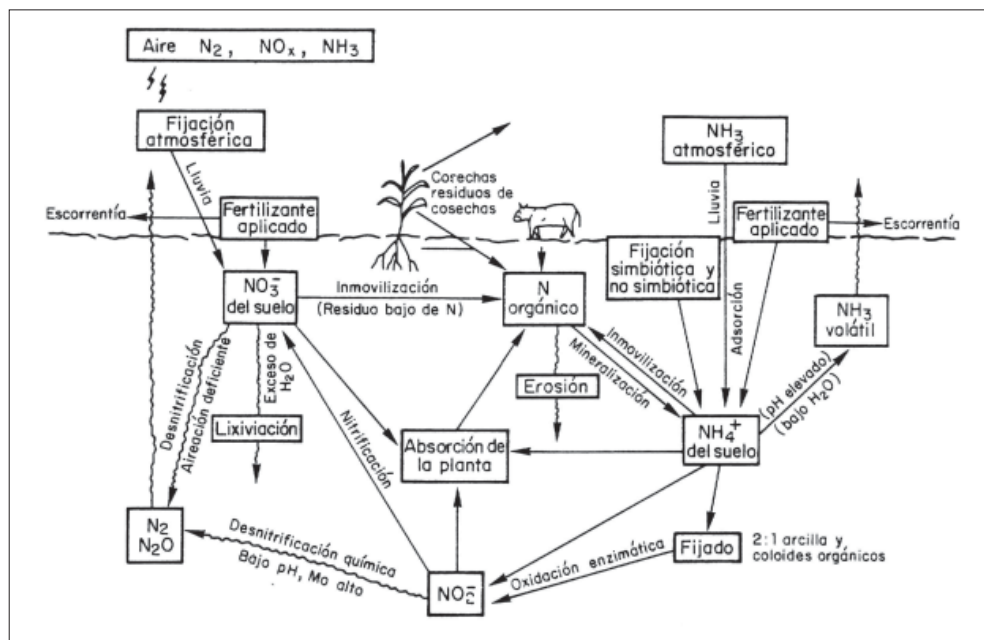 Aire N2, NOx, NH3
Fijación
atmosférica
Lluvia
Escorrentía
Fertilizante
aplicado
Corechas
residuos de
cosechas
NH3
atmosférico
Lluvia
Fertilizante
aplicado
Escorrentía
Fijación
simbiótica y
no simbiótica
Adsorción
NO3-
del suelo
Inmovilización
(Residuo bajo de N)
N
orgánico
NH3
volátil
Desnitrificación
Aireación deficiente
Exceso de
H2O
Lixiviación
Nitrificación
Erosión
Inmovilización
Mineralización
(pH elevado)
(bajo H2O)
Absorción de
la planta
NH4+
del suelo
N2
N2O
Desnitrificación química
Bajo pH, Mo alto
NO2-
Oxidación enzimática
Fijado
2:1 arcilla y
coloides orgánicos